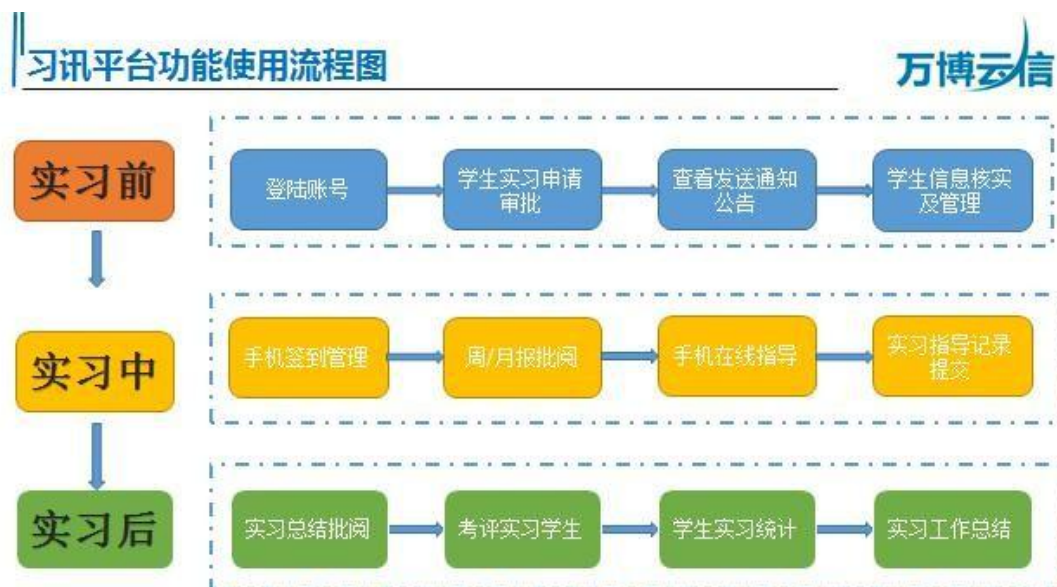 习讯平台功能使用流程图
万博云信
实习前
登陆账号
学生实习申请
审批
查看发送通知
公告
学生信息核实
及管理
实习中
手机签到管理
周/月报批阅
手机在线指导
实习指导记录
提交
实习后
实习总结批阅
考评实习学生
学生实习统计
实习工作总结